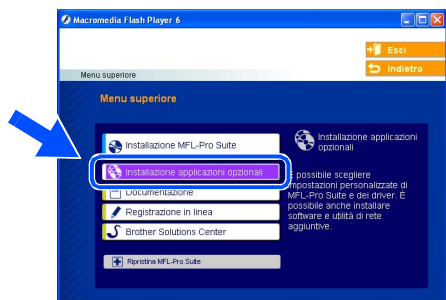 Macromedia Flash Player 6
Esci
Indietro
Menu superiore
Menu superiore
Installazione MFL-Pro Suite
Installazione applicazioni opzionali
Documentazione
Registrazione in linea
Brother Solutions Center
Ripristina MFL-Pro Suite
Installazione applicazioni
opzionali
È possibile scegliere
impostazioni personalizzate di
MFL-Pro Suite e dei driver. È
possibile anche installare
software e utilità di rete
aggiuntive.